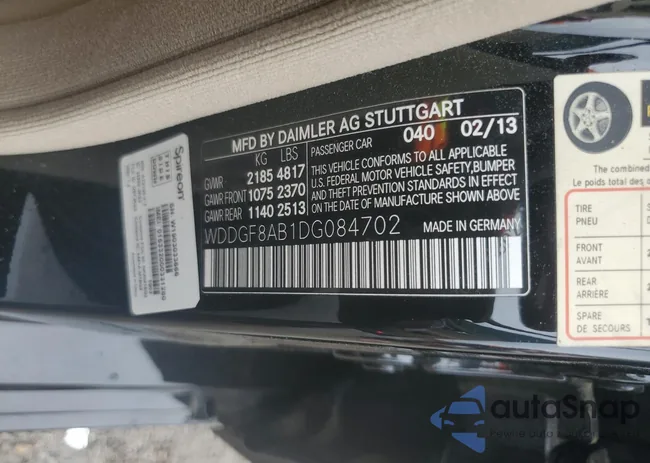 MFD BY DAIMLER AG STUTTGART
KG LBS
PASSENGER CAR 040 02/13
GVWR 2185 4817
GAWR FRONT 1075 2370
GAWR REAR 1140 2513
THIS VEHICLE CONFORMS TO ALL APPLICABLE
U.S. FEDERAL MOTOR VEHICLE SAFETY, BUMPER
AND THEFT PREVENTION STANDARDS IN EFFECT
ON THE DATE OF MANUFACTURE SHOWN ABOVE
WDDGF8AB1DG084702 MADE IN GERMANY
Spireon
The combined
Le poids total des
TIRE
PNEU
FRONT
AVANT
REAR
ARRIÈRE
SPARE
DE SECOURS
autoSnap